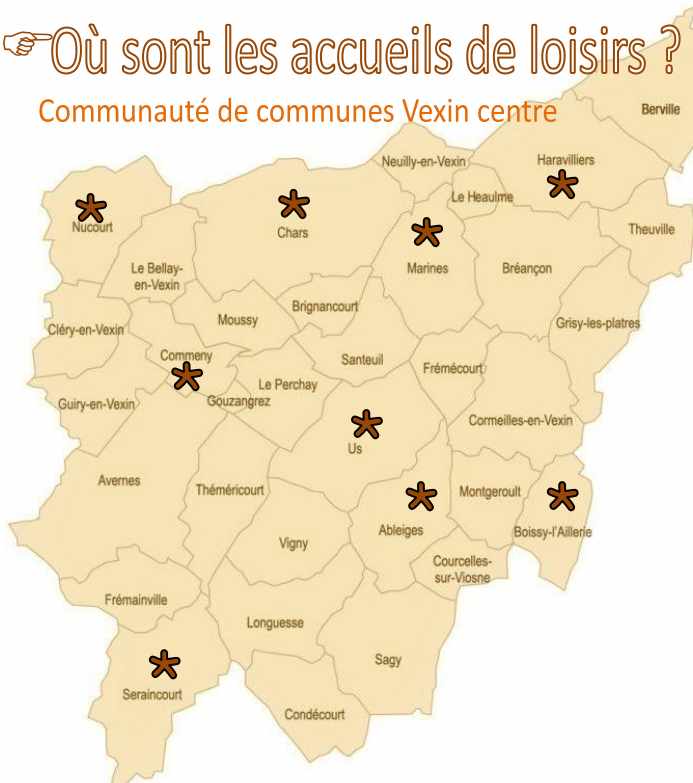 ☞Où sont les accueils de loisirs ?
Communauté de communes Vexin centre
Berville
Neuilly-en-Vexin
Haravilliers
Le Heaulme
Nucourt
Chars
Theuville
Le Bellay-
en-Vexin
Marines
Bréançon
Brignancourt
Moussy
Cléry-en-Vexin
Grisy-les-platres
Commeny
Santeuil
Frémécourt
Le Perchay
Guiry-en-Vexin
Gouzangrez
Cormeilles-en-Vexin
Us
Avernes
Théméricourt
Montgeroult
Ableiges
Boissy-l'Aillerie
Vigny
Courcelles-
sur-Viosne
Frémainville
Longuesse
Sagy
Seraincourt
Condécourt